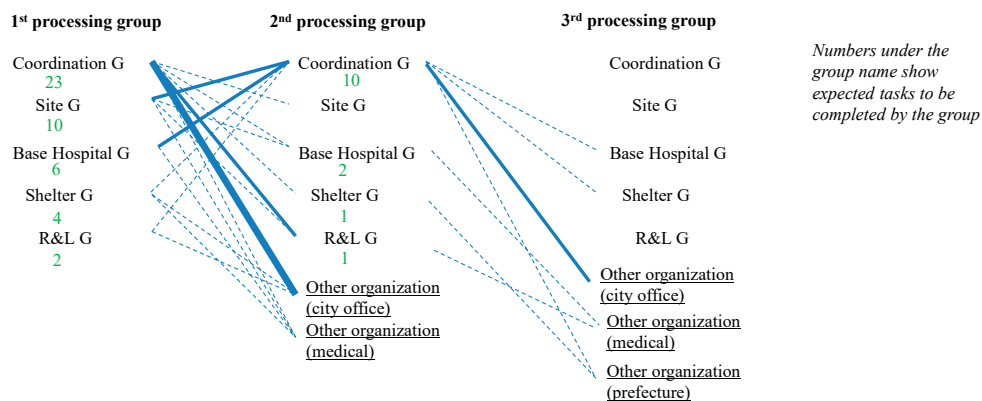 1st processing group
2nd processing group
3rd processing group
Coordination G
23
Site G
10
Base Hospital G
6
Shelter G
4
R&L G
2
Coordination G
10
Site G
Base Hospital G
2
Shelter G
1
R&L G
1
Other organization
(city office)
Other organization
(medical)
Coordination G
Site G
Base Hospital G
Shelter G
R&L G
Other organization
(city office)
Other organization
(medical)
Other organization
(prefecture)
Numbers under the
group name show
expected tasks to be
completed by the group